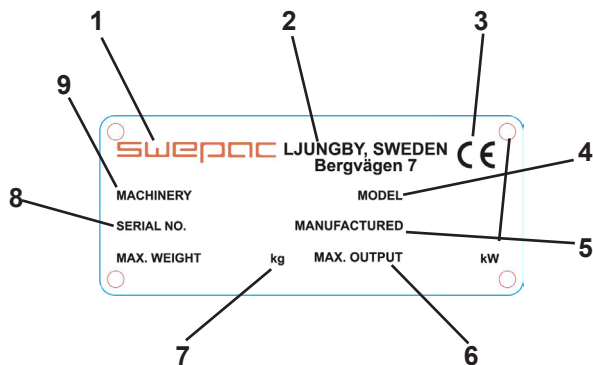 1 2 3
9
swepac LJUNGBY, SWEDEN CE
Bergvägen 7
4
MACHINERY MODEL
8
SERIAL NO. MANUFACTURED
5
MAX. WEIGHT kg MAX. OUTPUT kW
7 6